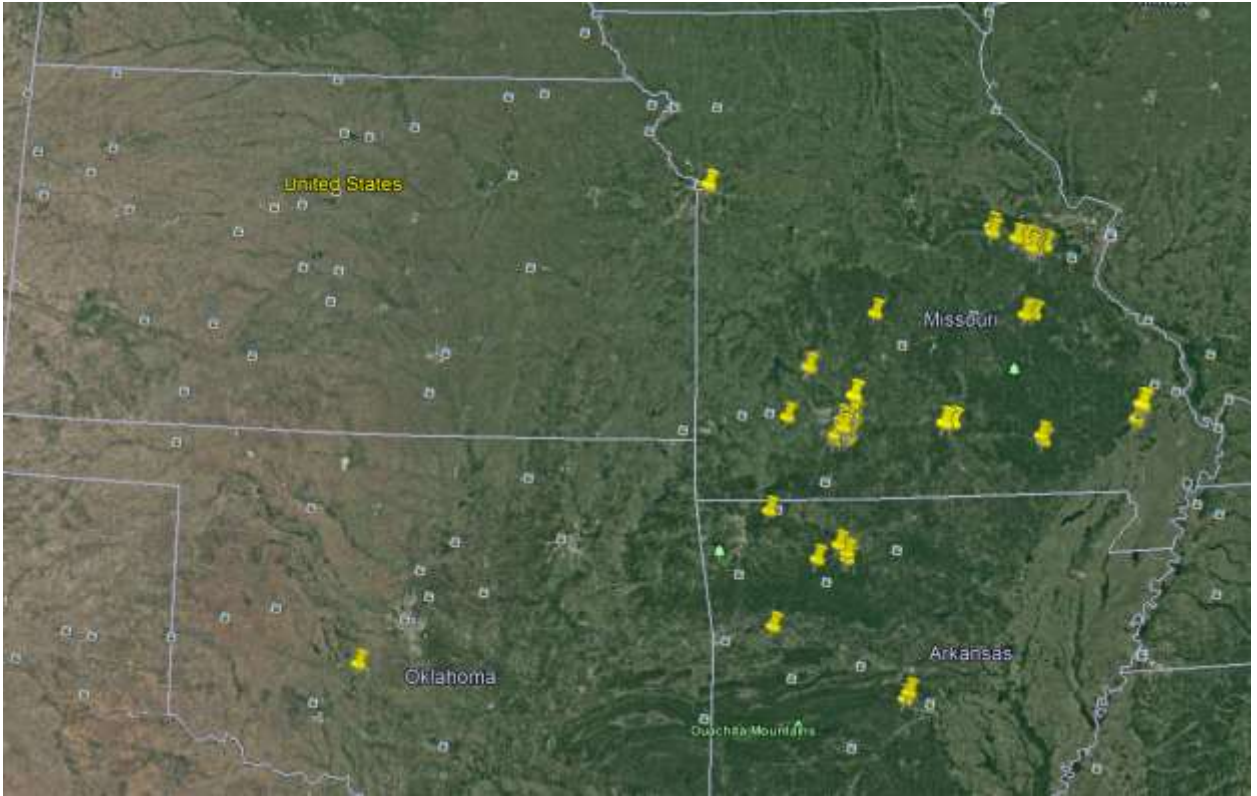 United States
Missouri
Oklahoma
Arkansas
Ouachita Mountains